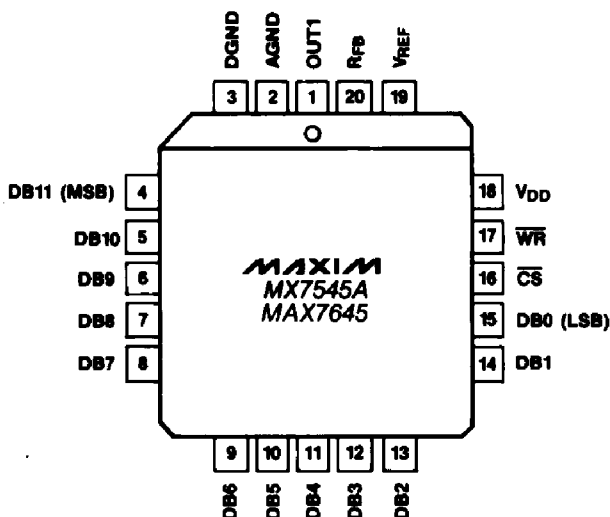 DGND AGND OUT1 RFB VREF
3 2 1 20 19
DB11 (MSB) 4
DB10 5
DB9 6
DB8 7
DB7 8
MAXIM
MX7545A
MAX7645
18 VDD
17 WR
16 CS
15 DB0 (LSB)
14 DB1
9 10 11 12 13
DB6 DB5 DB4 DB3 DB2